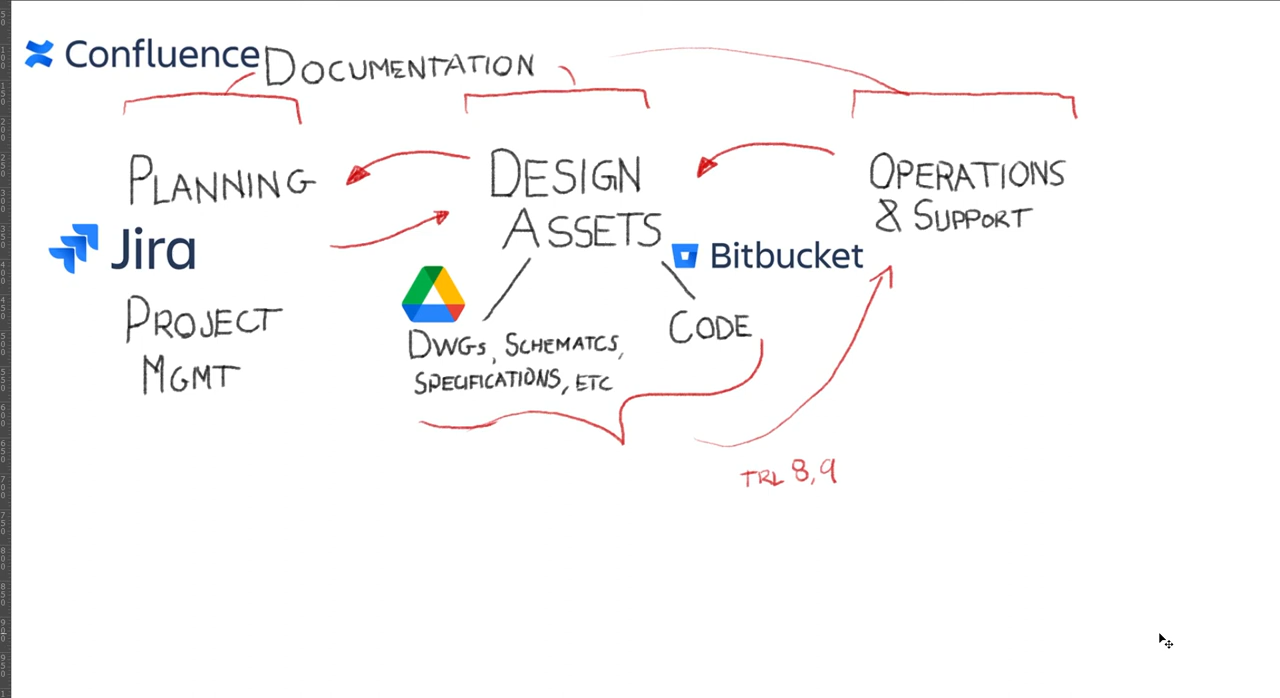 Confluence
DOCUMENTATION
PLANNING
DESIGN
ASSETS
OPERATIONS
& SUPPORT
Jira
Bitbucket
PROJECT
MGMT
DWGS, SCHEMATCS,
SPECIFICATIONS, ETC
CODE
TRL 8,9